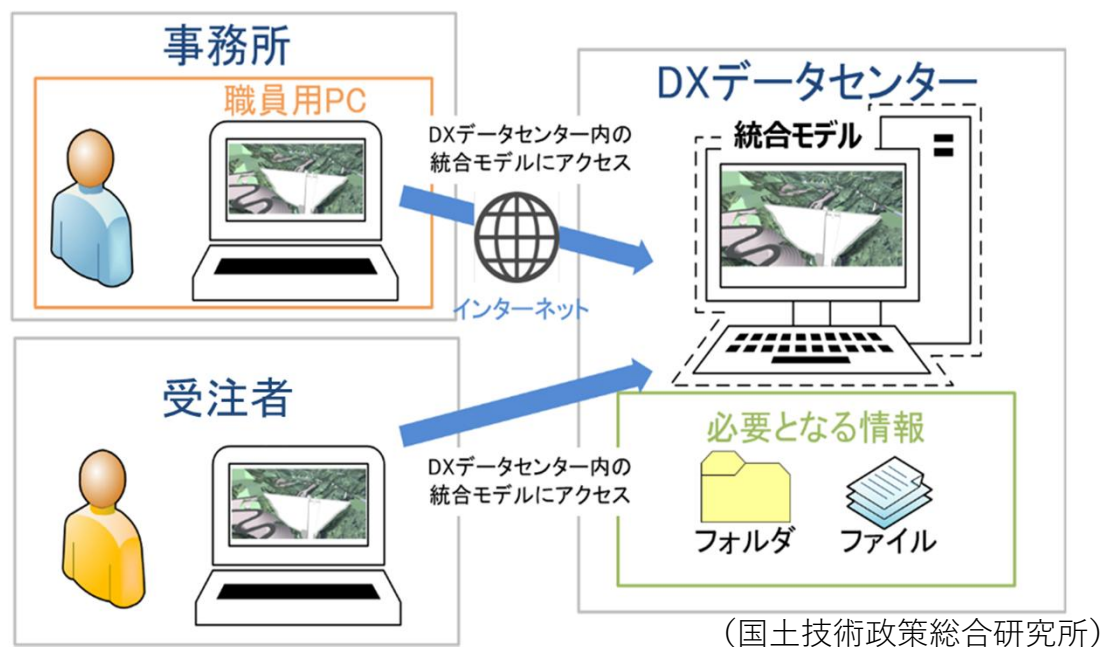 事務所
職員用PC
DXデータセンター内の
統合モデルにアクセス
インターネット
受注者
DXデータセンター内の
統合モデルにアクセス
DXデータセンター
統合モデル
必要となる情報
フォルダ
ファイル
（国土技術政策総合研究所）